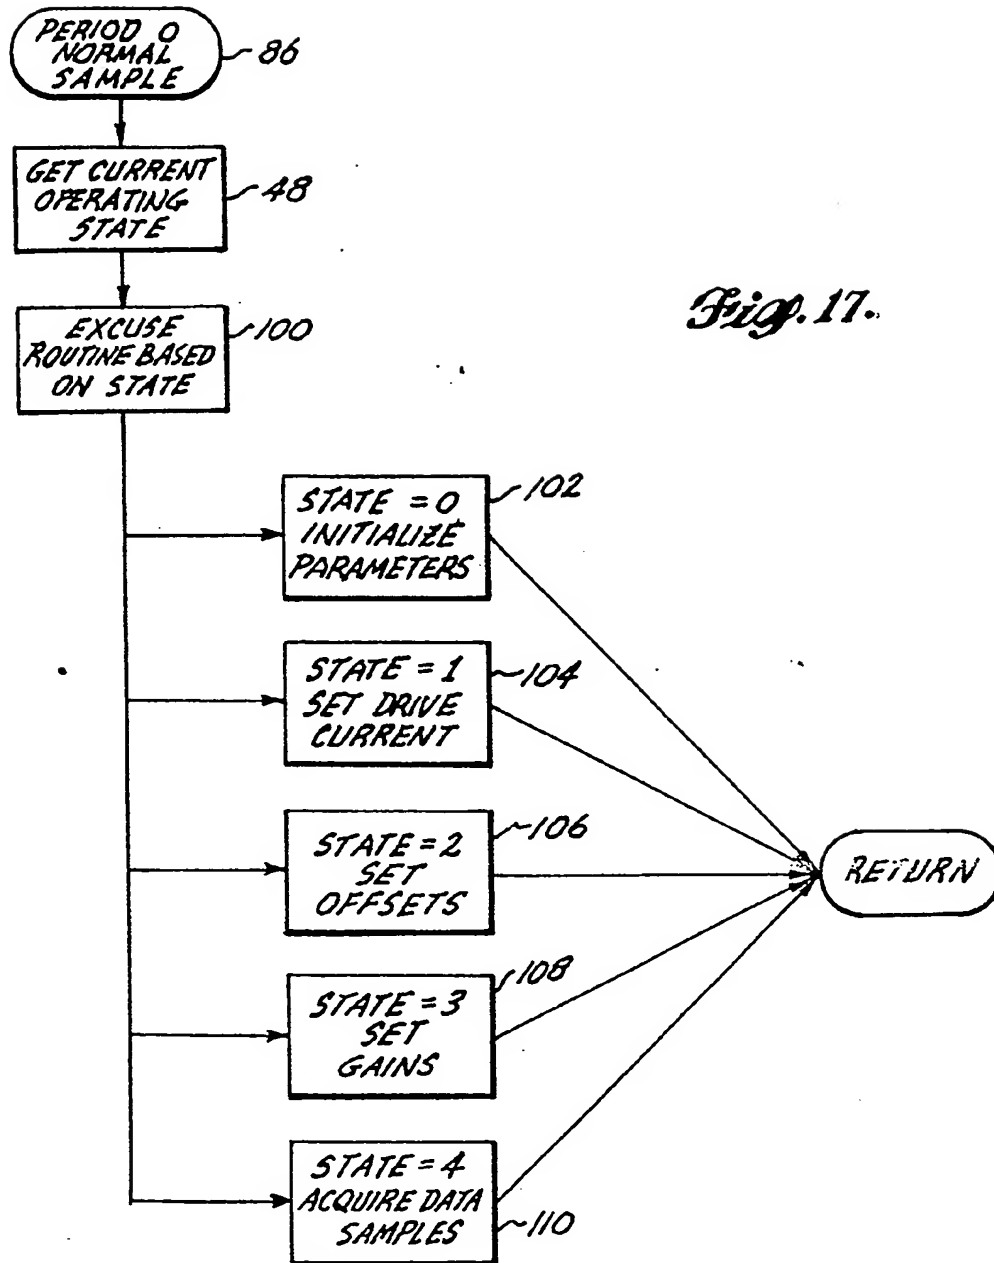 PERIOD 0
NORMAL
SAMPLE
86
GET CURRENT
OPERATING
STATE
48
EXCUSE
ROUTINE BASED
ON STATE
100
Fig. 17.
STATE = 0
INITIALIZE
PARAMETERS
102
STATE = 1
SET DRIVE
CURRENT
104
STATE = 2
SET
OFFSETS
106
STATE = 3
SET
GAINS
108
STATE = 4
ACQUIRE DATA
SAMPLES
110
RETURN